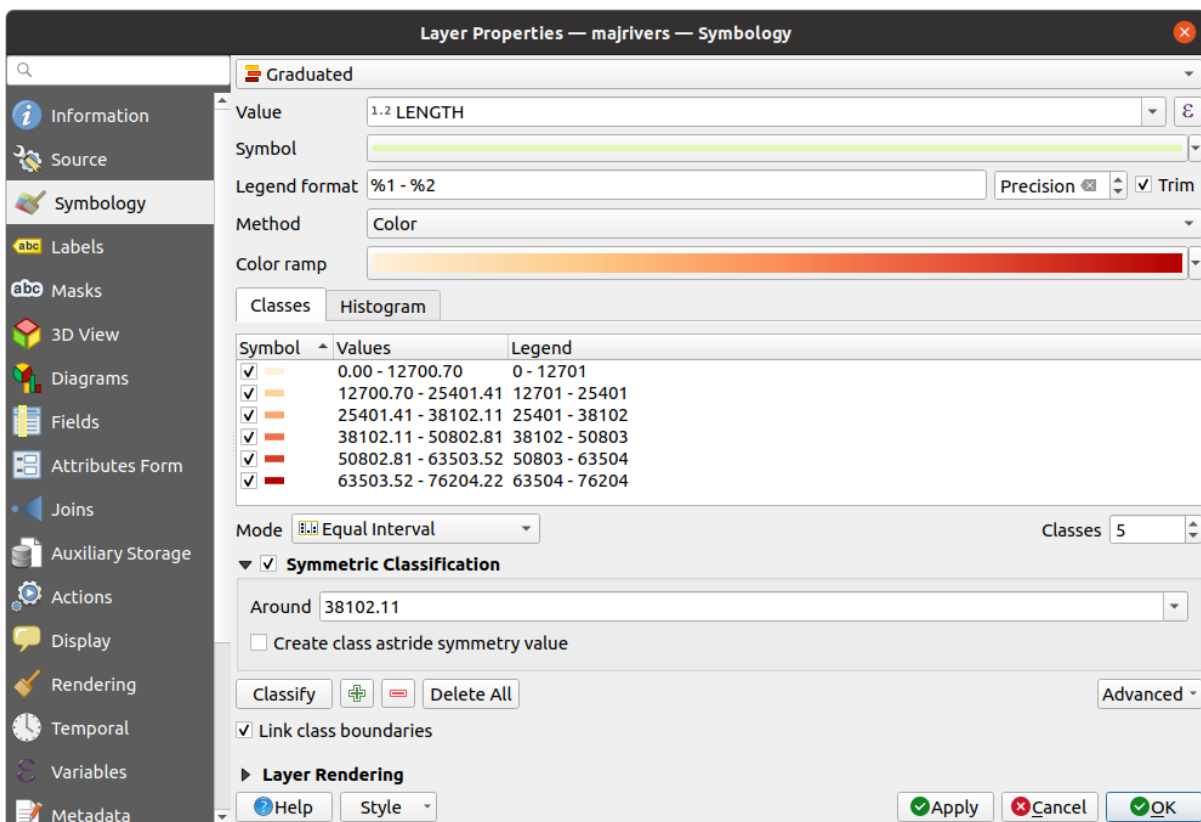 Layer Properties — majrivers — Symbology
Information
Source
Symbology
abc Labels
abc Masks
3D View
Diagrams
Fields
Attributes Form
Joins
Auxiliary Storage
Actions
Display
Rendering
Temporal
Variables
Metadata
Graduated
Value 1.2 LENGTH ε
Symbol
Legend format %1 - %2 Precision Trim
Method Color
Color ramp
Classes Histogram
Symbol Values Legend
0.00 - 12700.70 0 - 12701
12700.70 - 25401.41 12701 - 25401
25401.41 - 38102.11 25401 - 38102
38102.11 - 50802.81 38102 - 50803
50802.81 - 63503.52 50803 - 63504
63503.52 - 76204.22 63504 - 76204
Mode Equal Interval Classes 5
Symmetric Classification
Around 38102.11
Create class astride symmetry value
Classify Delete All Advanced
Link class boundaries
Layer Rendering
Help Style Apply Cancel OK